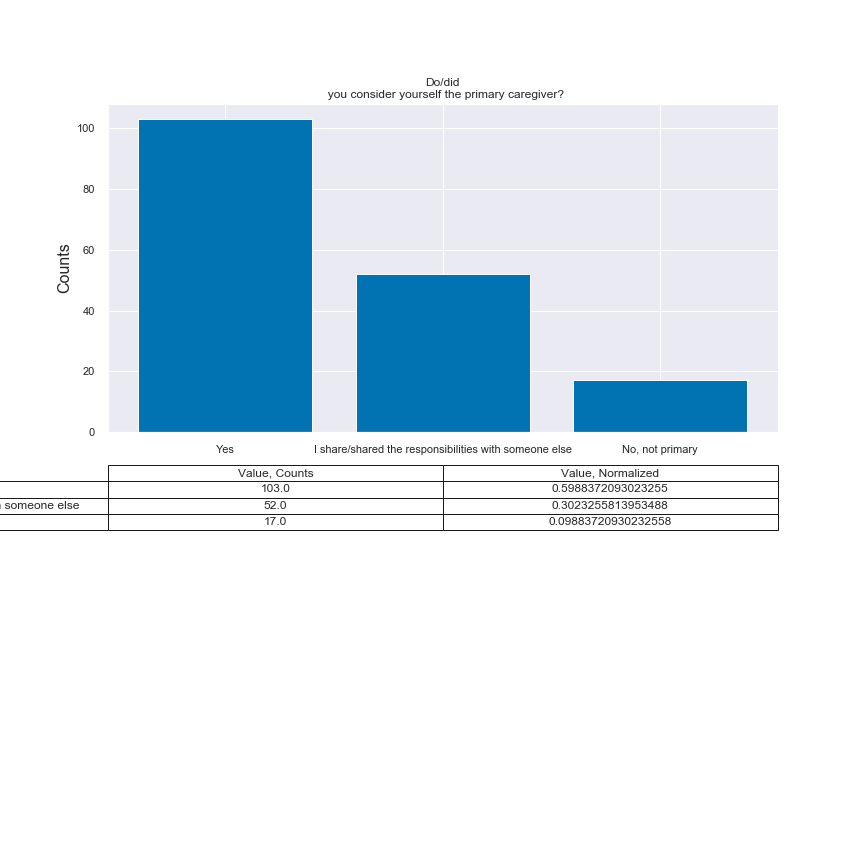 Do/did
you consider yourself the primary caregiver?
100
80
60
40
20
0
Counts
Yes
I share/shared the responsibilities with someone else
No, not primary
Value, Counts Value, Normalized
103.0 0.5988372093023255
someone else 52.0 0.3023255813953488
17.0 0.09883720930232558